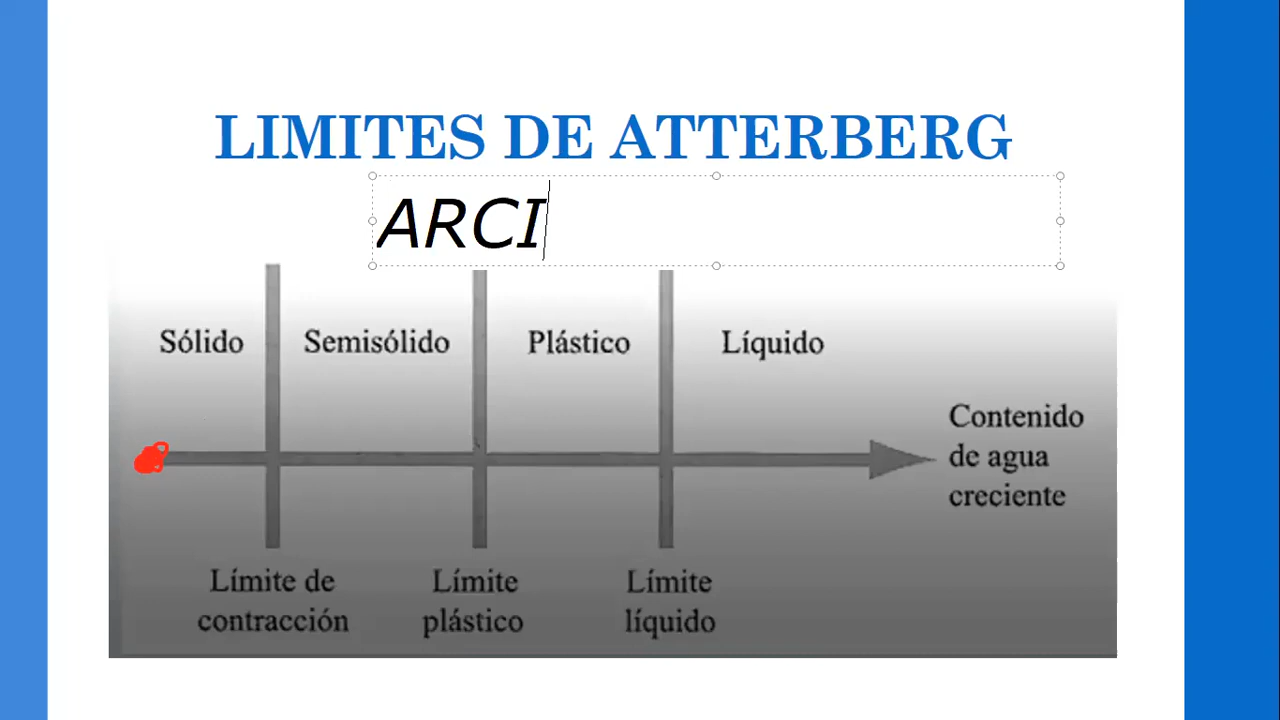 LIMITES DE ATTERBERG
ARCI
Sólido Semisólido Plástico Líquido
Contenido
de agua
creciente
Límite de
contracción
Límite
plástico
Límite
líquido